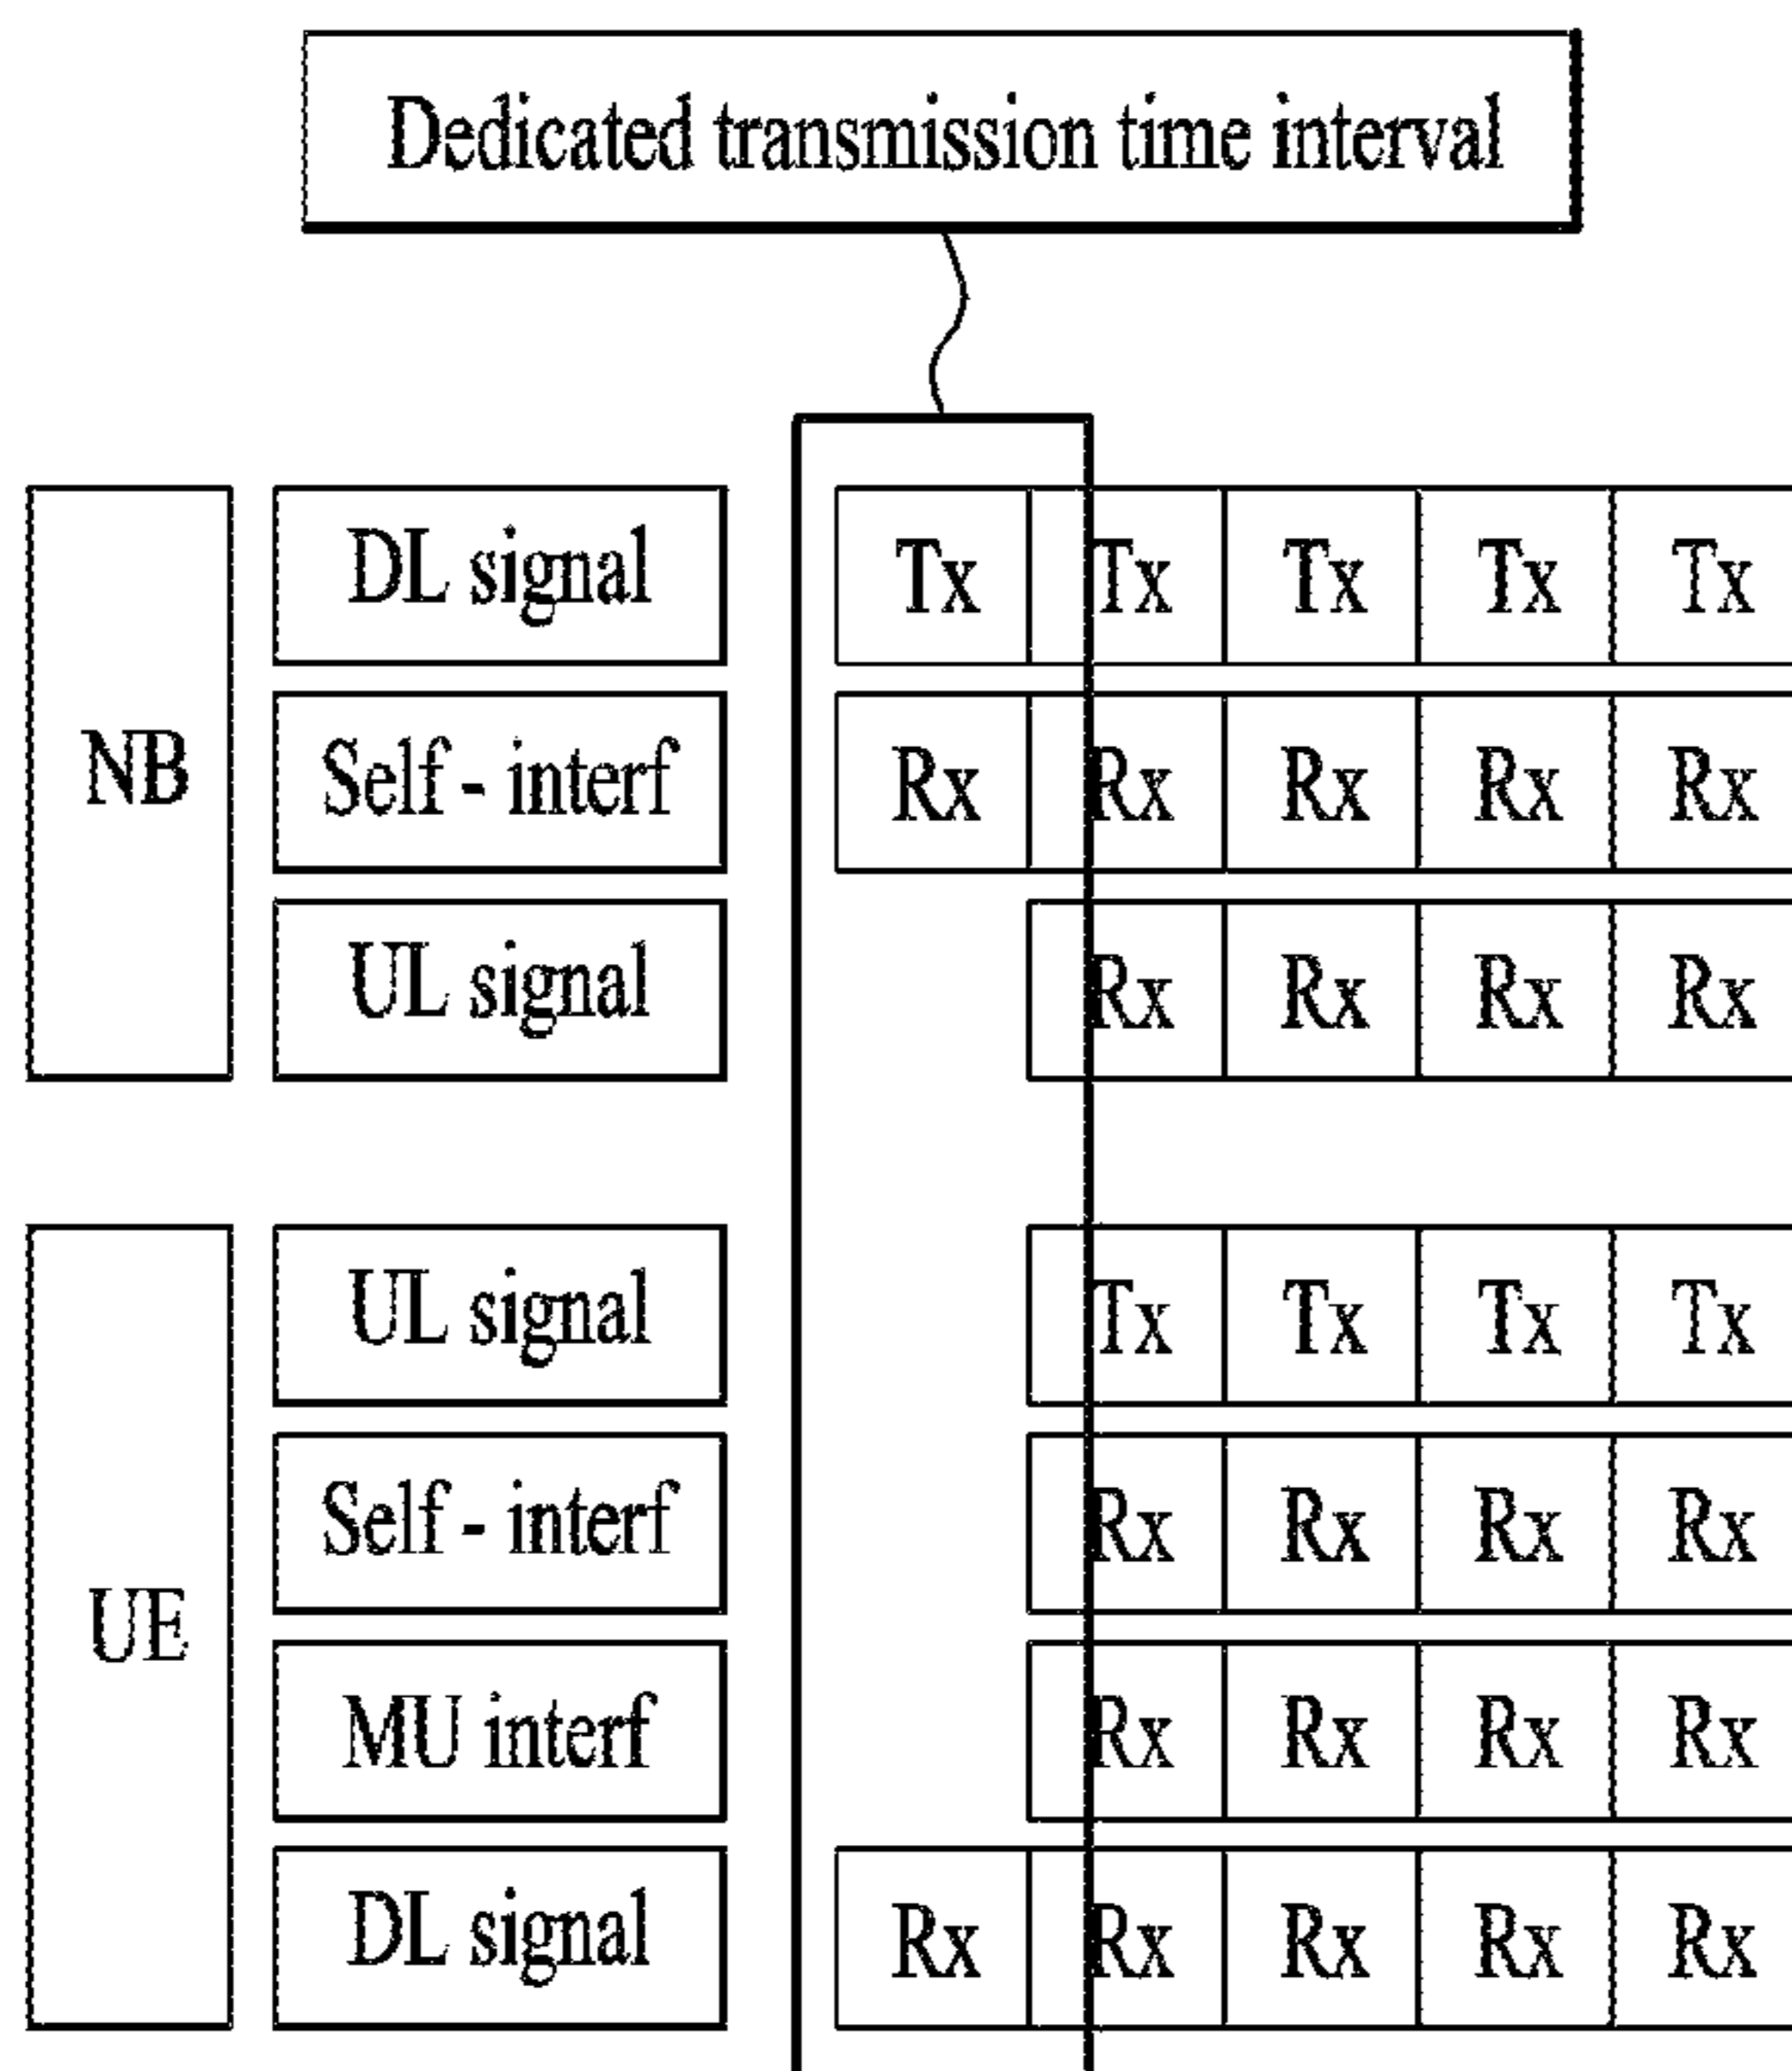 Dedicated transmission time interval
NB
DL signal Tx Tx Tx Tx Tx
Self - interf Rx Rx Rx Rx Rx
UL signal Rx Rx Rx Rx
UE
UL signal Tx Tx Tx Tx
Self - interf Rx Rx Rx Rx
MU interf Rx Rx Rx Rx
DL signal Rx Rx Rx Rx Rx